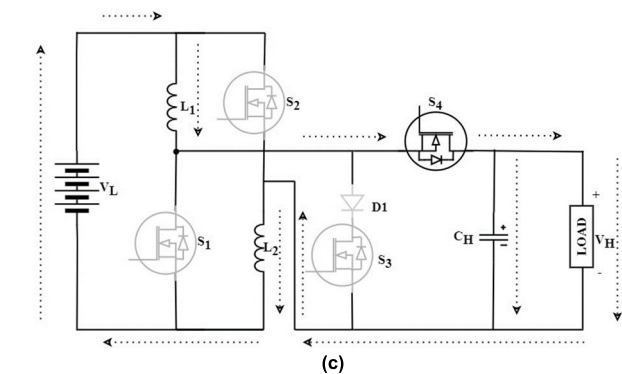 S4
S2
L1
VL
D1
+
S1
L2
S3
CH
+
LOAD
VH
-
(c)